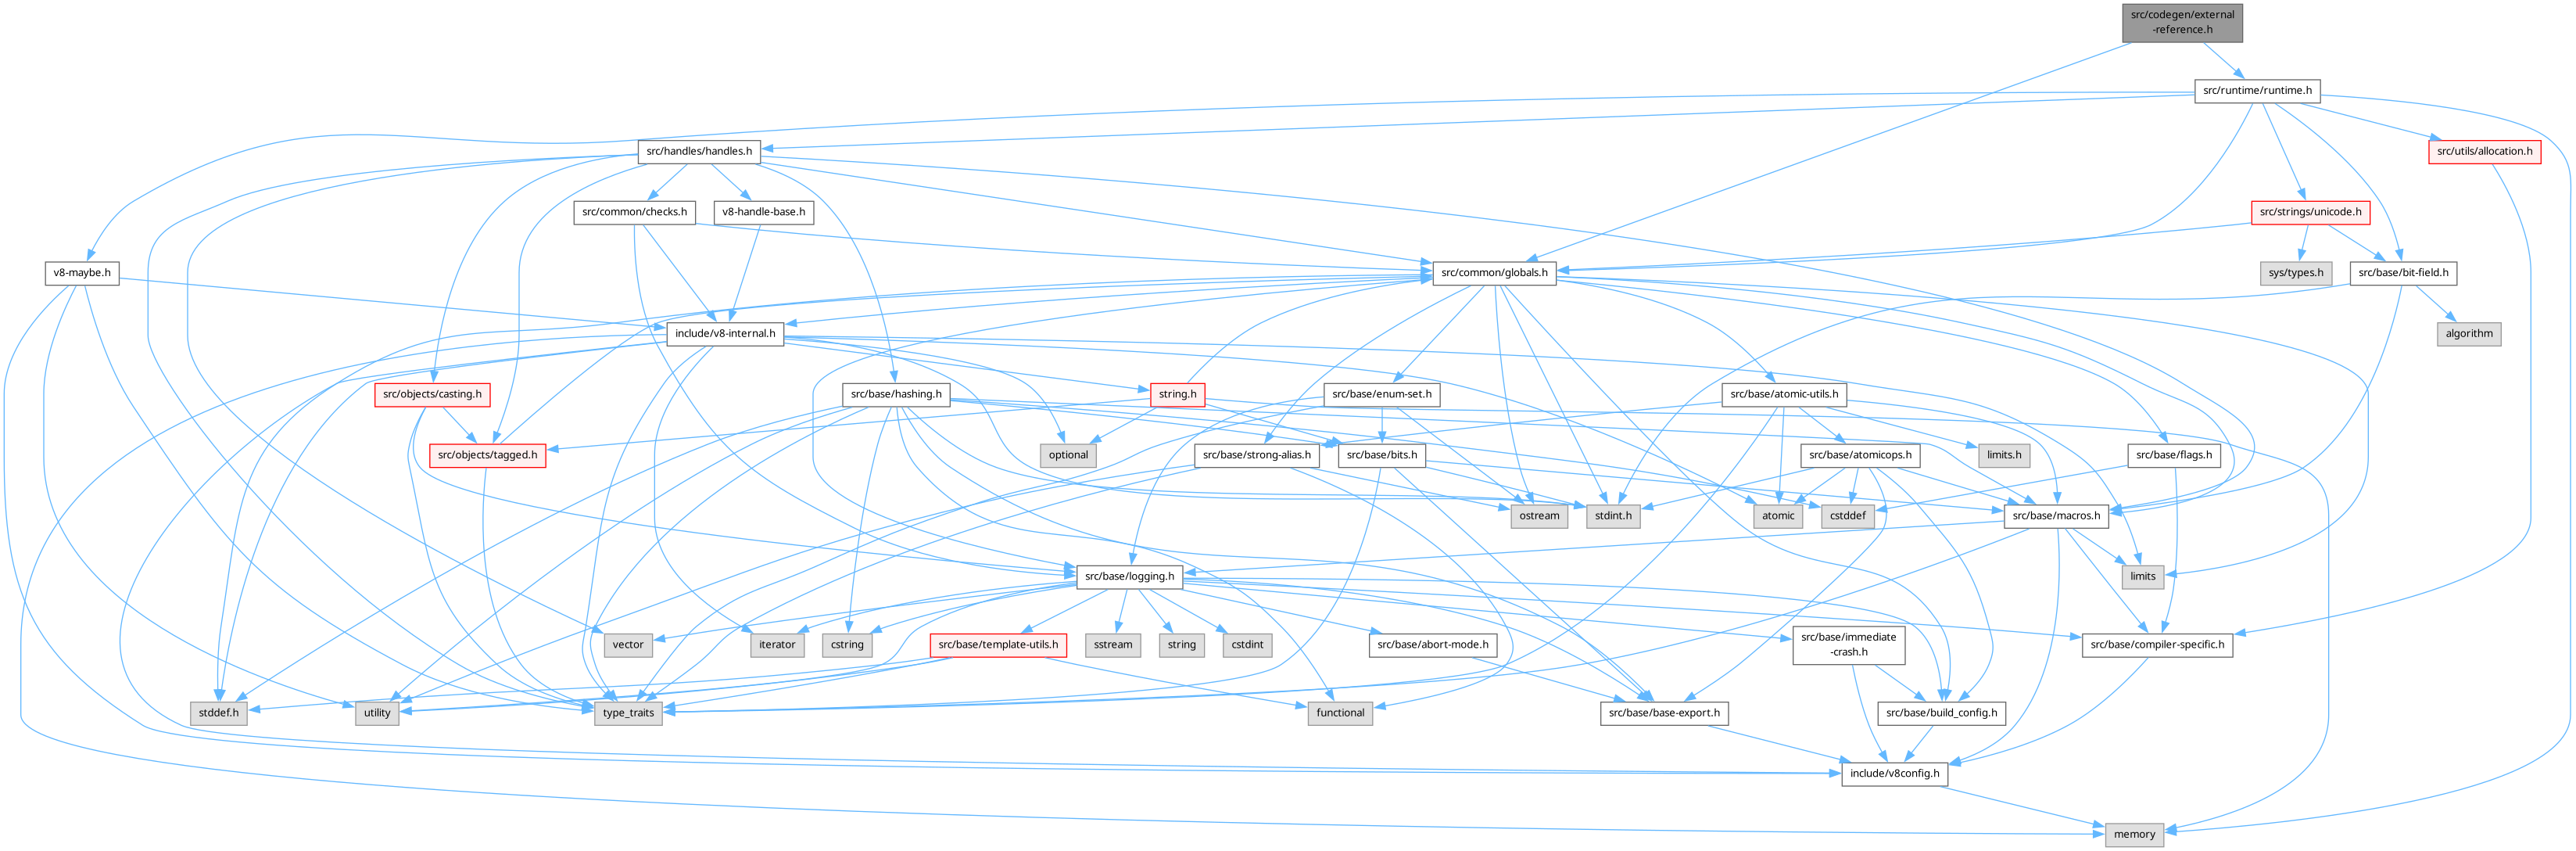 src/codegen/external
-reference.h
src/runtime/runtime.h
src/handles/handles.h
src/utils/allocation.h
src/common/checks.h
v8-handle-base.h
src/strings/unicode.h
v8-maybe.h
src/common/globals.h
sys/types.h
src/base/bit-field.h
include/v8-internal.h
algorithm
src/objects/casting.h
src/base/hashing.h
string.h
src/base/enum-set.h
src/base/atomic-utils.h
src/objects/tagged.h
optional
src/base/strong-alias.h
src/base/bits.h
src/base/atomicops.h
limits.h
src/base/flags.h
ostream
stdint.h
atomic
cstddef
src/base/macros.h
src/base/logging.h
limits
vector
iterator
cstring
src/base/template-utils.h
sstream
string
cstdint
src/base/abort-mode.h
src/base/immediate
-crash.h
src/base/compiler-specific.h
stddef.h
utility
type_traits
functional
src/base/base-export.h
src/base/build_config.h
include/v8config.h
memory